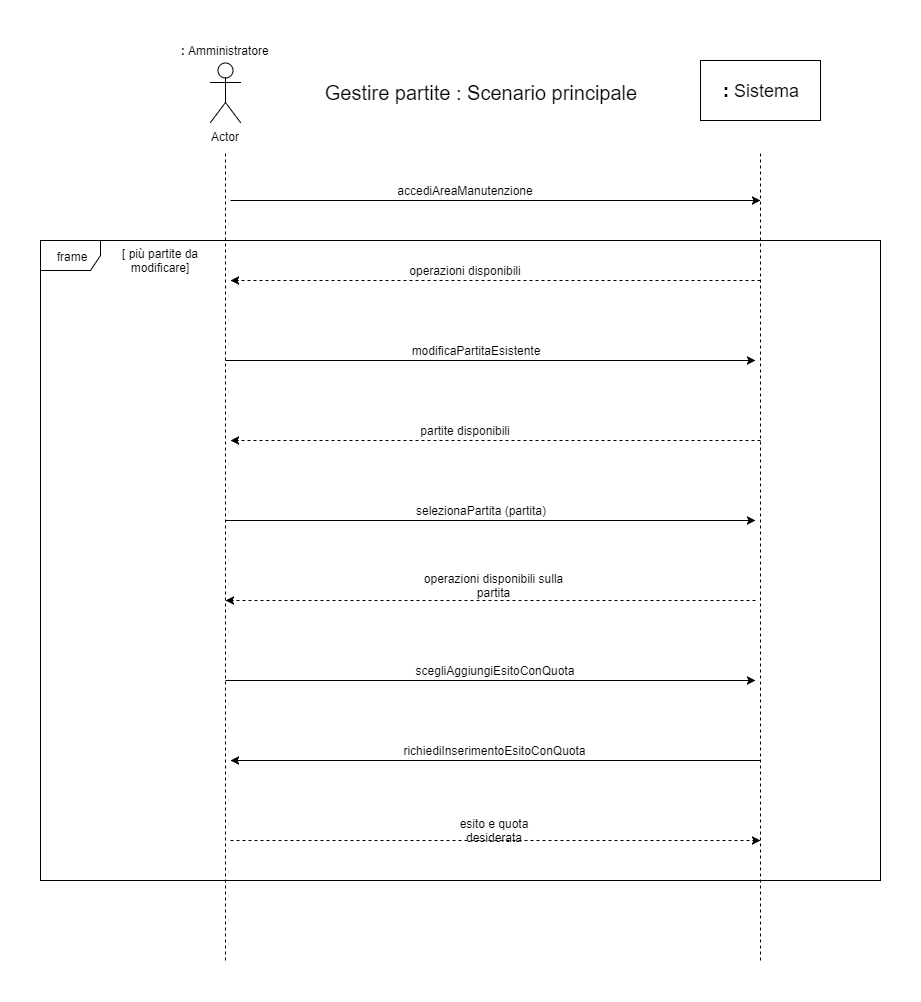 : Amministratore
Gestire partite : Scenario principale
: Sistema
Actor
accediAreaManutenzione
frame
[ più partite da
modificare]
operazioni disponibili
modificaPartitaEsistente
partite disponibili
selezionaPartita (partita)
operazioni disponibili sulla
partita
scegliAggiungiEsitoConQuota
richiediInserimentoEsitoConQuota
esito e quota
desiderata